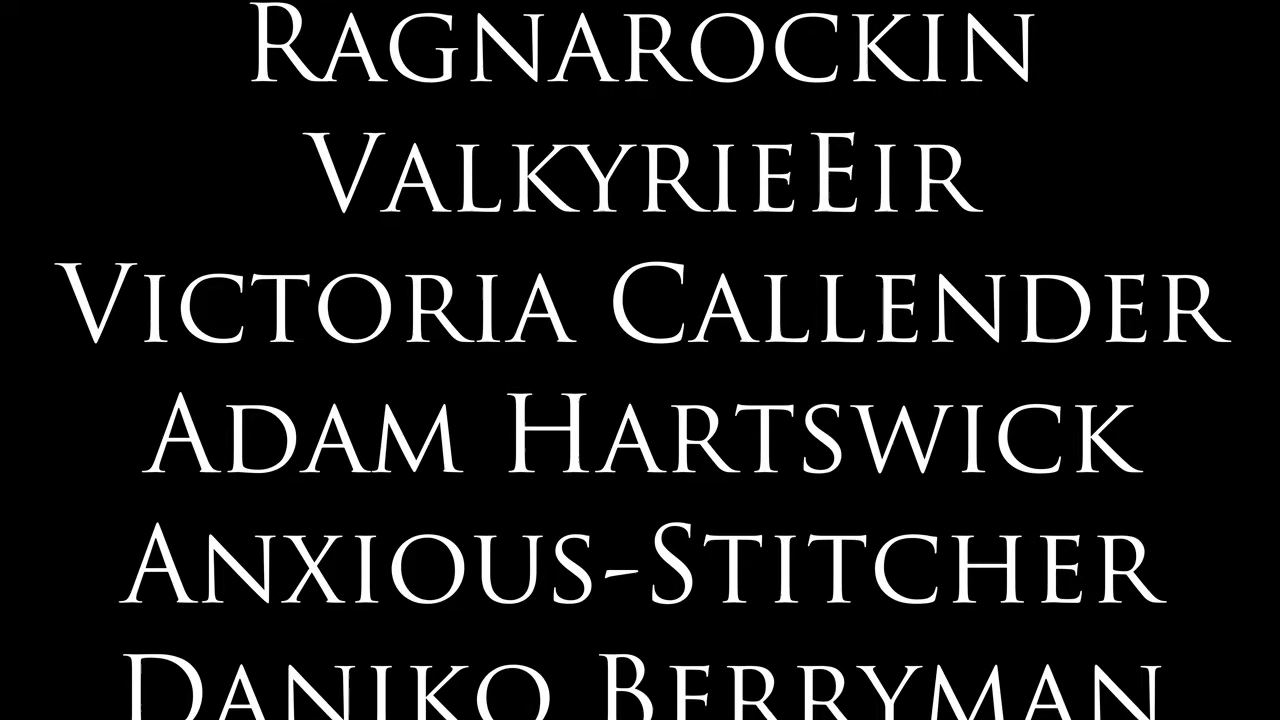 Ragnarockin
ValkyrieEir
Victoria Callender
Adam Hartswick
Anxious-Stitcher
Daniko Berryman